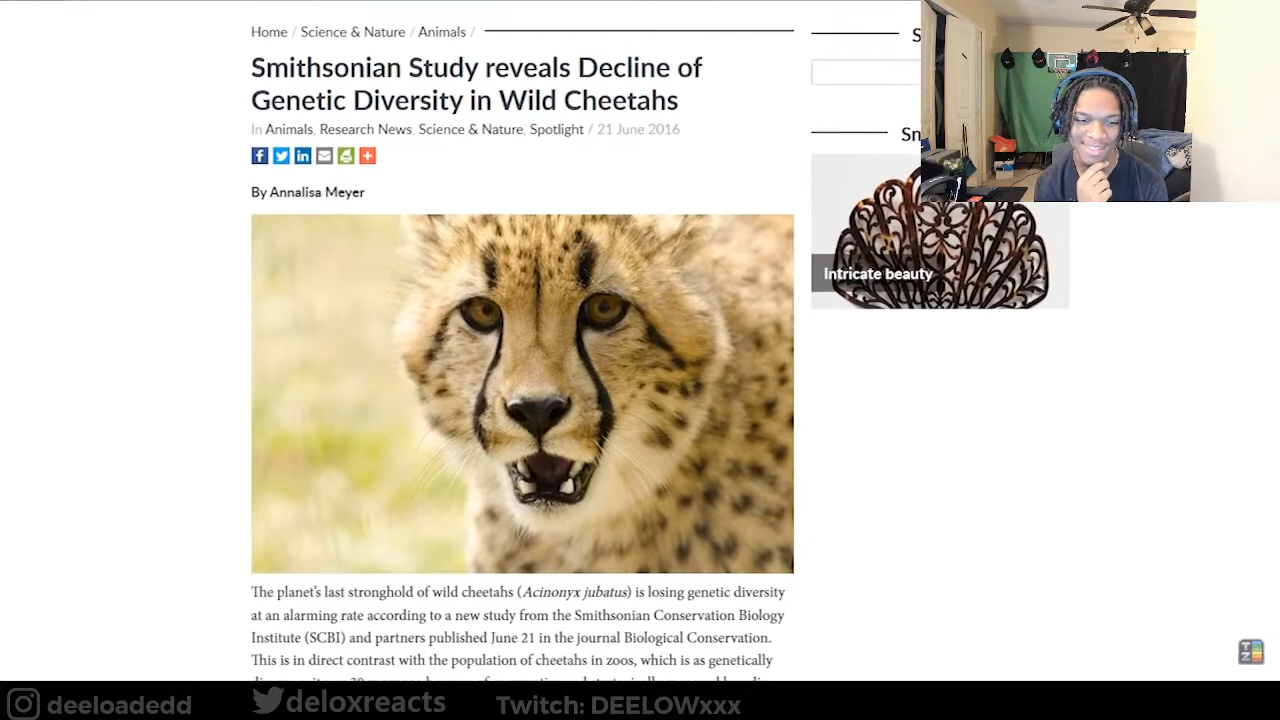 Home / Science & Nature / Animals /
Smithsonian Study reveals Decline of
Genetic Diversity in Wild Cheetahs
In Animals, Research News, Science & Nature, Spotlight / 21 June 2016
By Annalisa Meyer
Intricate beauty
The planet's last stronghold of wild cheetahs (Acinonyx jubatus) is losing genetic diversity
at an alarming rate according to a new study from the Smithsonian Conservation Biology
Institute (SCBI) and partners published June 21 in the journal Biological Conservation.
This is in direct contrast with the population of cheetahs in zoos, which is as genetically
TZ
deeloadedd
deloxreacts
Twitch: DEELOWxxx